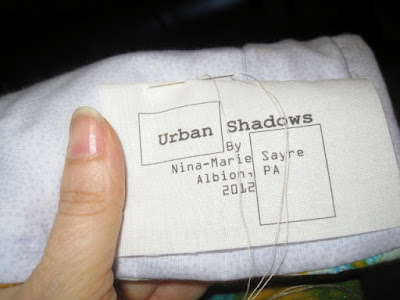 Urban Shadows
By
Nina-Marie Sayre
Albion, PA
2012